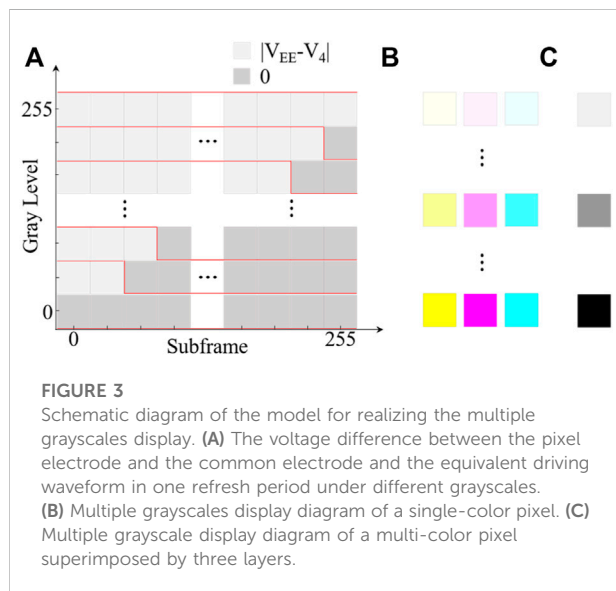 A
|V_EE-V_4|
0
B
C
255
Gray Level
...
...
⋮
⋮
⋮
⋮
⋮
⋮
0
0
255
Subframe
FIGURE 3
Schematic diagram of the model for realizing the multiple
grayscales display. (A) The voltage difference between the pixel
electrode and the common electrode and the equivalent driving
waveform in one refresh period under different grayscales.
(B) Multiple grayscales display diagram of a single-color pixel. (C)
Multiple grayscale display diagram of a multi-color pixel
superimposed by three layers.